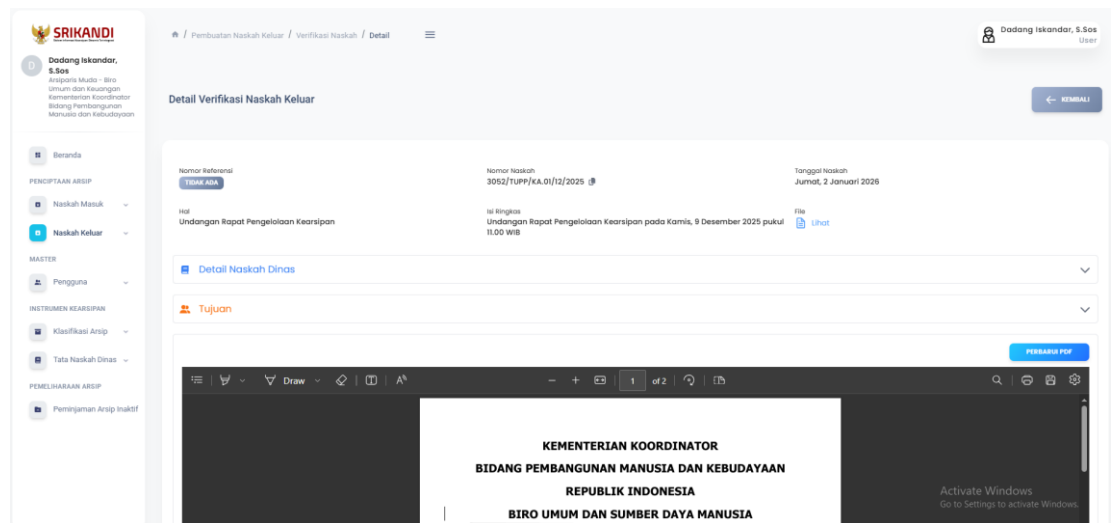 SRIKANDI
Dadang Iskandar, S.Sos
User
Pembuatan Naskah Keluar / Verifikasi Naskah / Detail
D
Dadang Iskandar,
S.Sos
Arsiparis Muda - Biro
Umum dan Keuangan
Kementerian Koordinator
Bidang Pembangunan
Manusia dan Kebudayaan
Detail Verifikasi Naskah Keluar
KEMBALI
Beranda
PENCIPTAAN ARSIP
Naskah Masuk
Naskah Keluar
MASTER
Pengguna
INSTRUMEN KEARSIPAN
Klasifikasi Arsip
Tata Naskah Dinas
PEMELIHARAAN ARSIP
Peminjaman Arsip Inaktif
Nomor Referensi
TIDAK ADA
Nomor Naskah
3052/TUPP/KA.01/12/2025
Tanggal Naskah
Jumat, 2 Januari 2026
Hal
Undangan Rapat Pengelolaan Kearsipan
Isi Ringkas
Undangan Rapat Pengelolaan Kearsipan pada Kamis, 9 Desember 2025 pukul
11.00 WIB
File
Lihat
Detail Naskah Dinas
Tujuan
PERBARUI PDF
Draw
1 of 2
KEMENTERIAN KOORDINATOR
BIDANG PEMBANGUNAN MANUSIA DAN KEBUDAYAAN
REPUBLIK INDONESIA
BIRO UMUM DAN SUMBER DAYA MANUSIA
Activate Windows
Go to Settings to activate Windows.